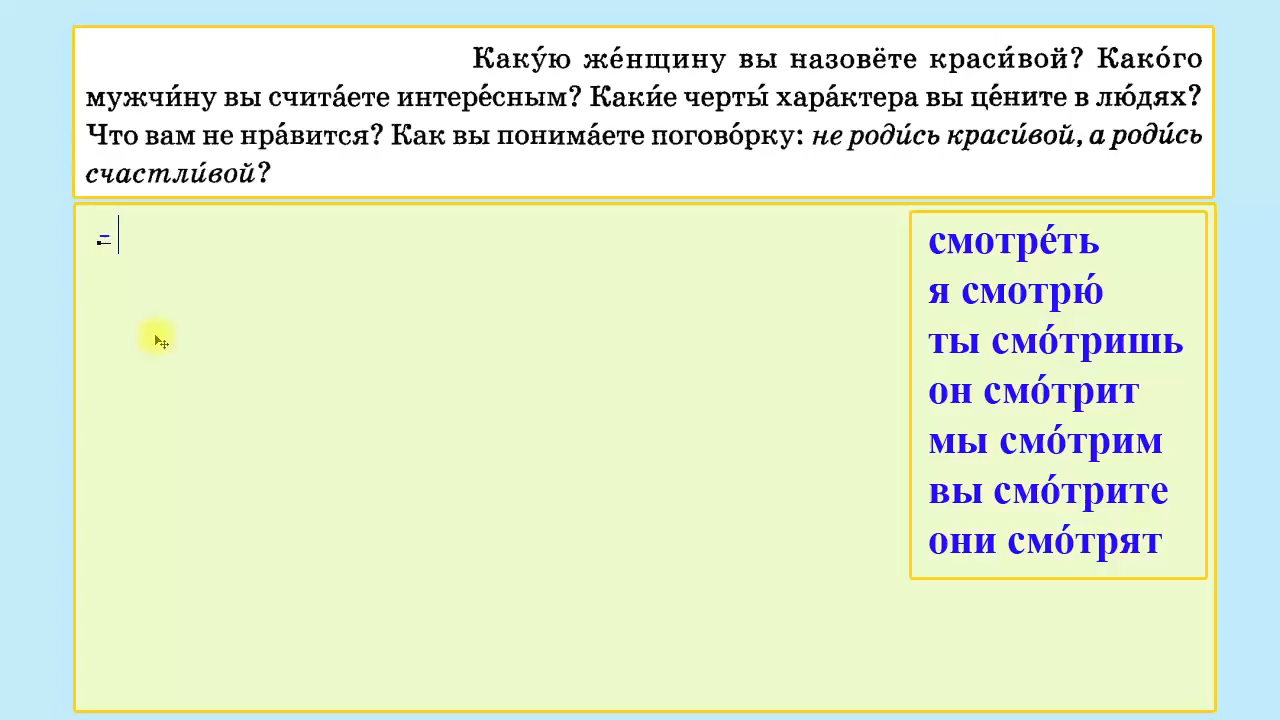 Каку́ю же́нщину вы назовёте краси́вой? Како́го
мужчи́ну вы счита́ете интере́сным? Каки́е черты́ хара́ктера вы це́ните в лю́дях?
Что вам не нра́вится? Как вы понима́ете погово́рку: не роди́сь краси́вой, а роди́сь
счастли́вой?
–
смотре́ть
я смотрю́
ты смо́тришь
он смо́трит
мы смо́трим
вы смо́трите
они смо́трят